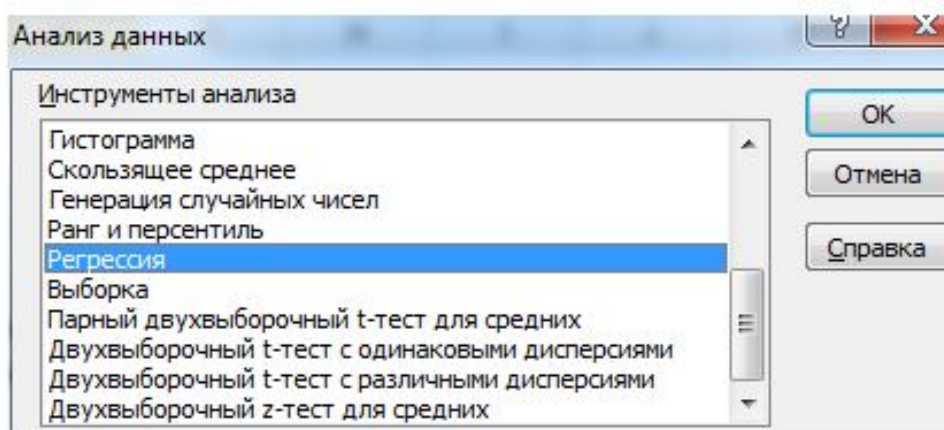 Анализ данных
Инструменты анализа
Гистограмма
Скользящее среднее
Генерация случайных чисел
Ранг и персентиль
Регрессия
Выборка
Парный двухвыборочный t-тест для средних
Двухвыборочный t-тест с одинаковыми дисперсиями
Двухвыборочный t-тест с различными дисперсиями
Двухвыборочный z-тест для средних
ОК
Отмена
Справка